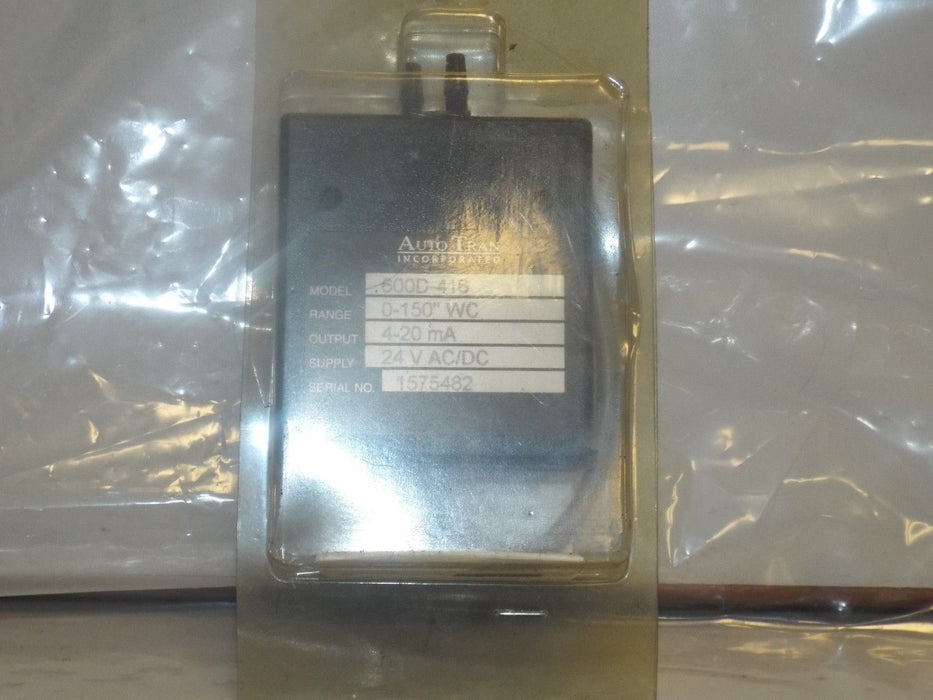 AUTO TRAN
INCORPORATED
MODEL 600D-416
RANGE 0-150" WC
OUTPUT 4-20 mA
SUPPLY 24 V AC/DC
SERIAL NO. 1575482